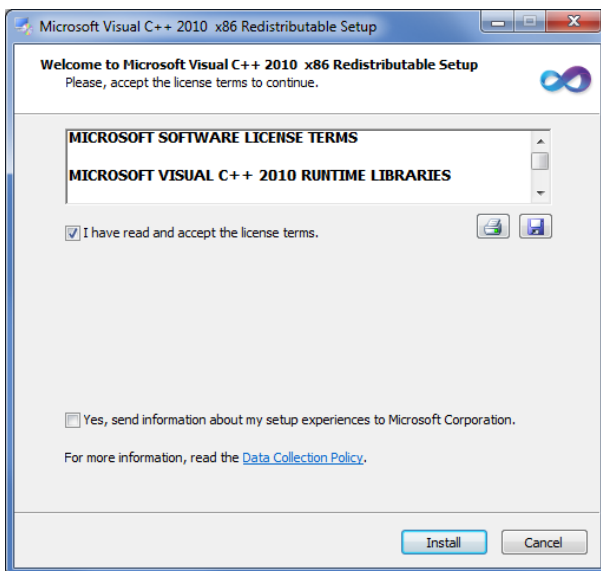 Microsoft Visual C++ 2010  x86 Redistributable Setup
Welcome to Microsoft Visual C++ 2010  x86 Redistributable Setup
Please, accept the license terms to continue.
MICROSOFT SOFTWARE LICENSE TERMS
MICROSOFT VISUAL C++ 2010 RUNTIME LIBRARIES
I have read and accept the license terms.
Yes, send information about my setup experiences to Microsoft Corporation.
For more information, read the Data Collection Policy.
Install
Cancel